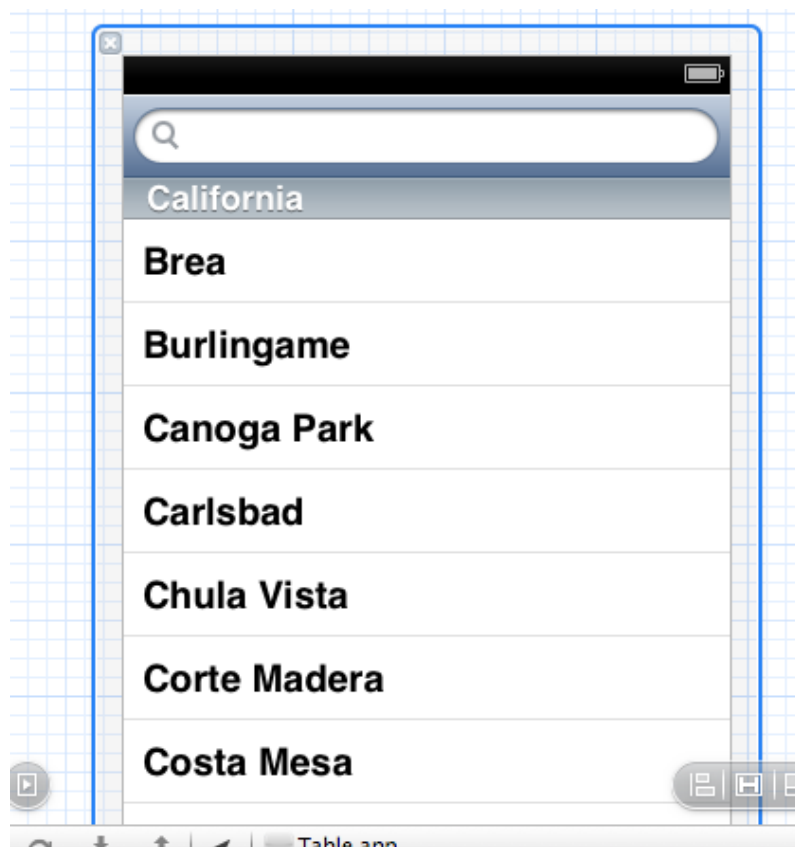 California
Brea
Burlingame
Canoga Park
Carlsbad
Chula Vista
Corte Madera
Costa Mesa
Table app